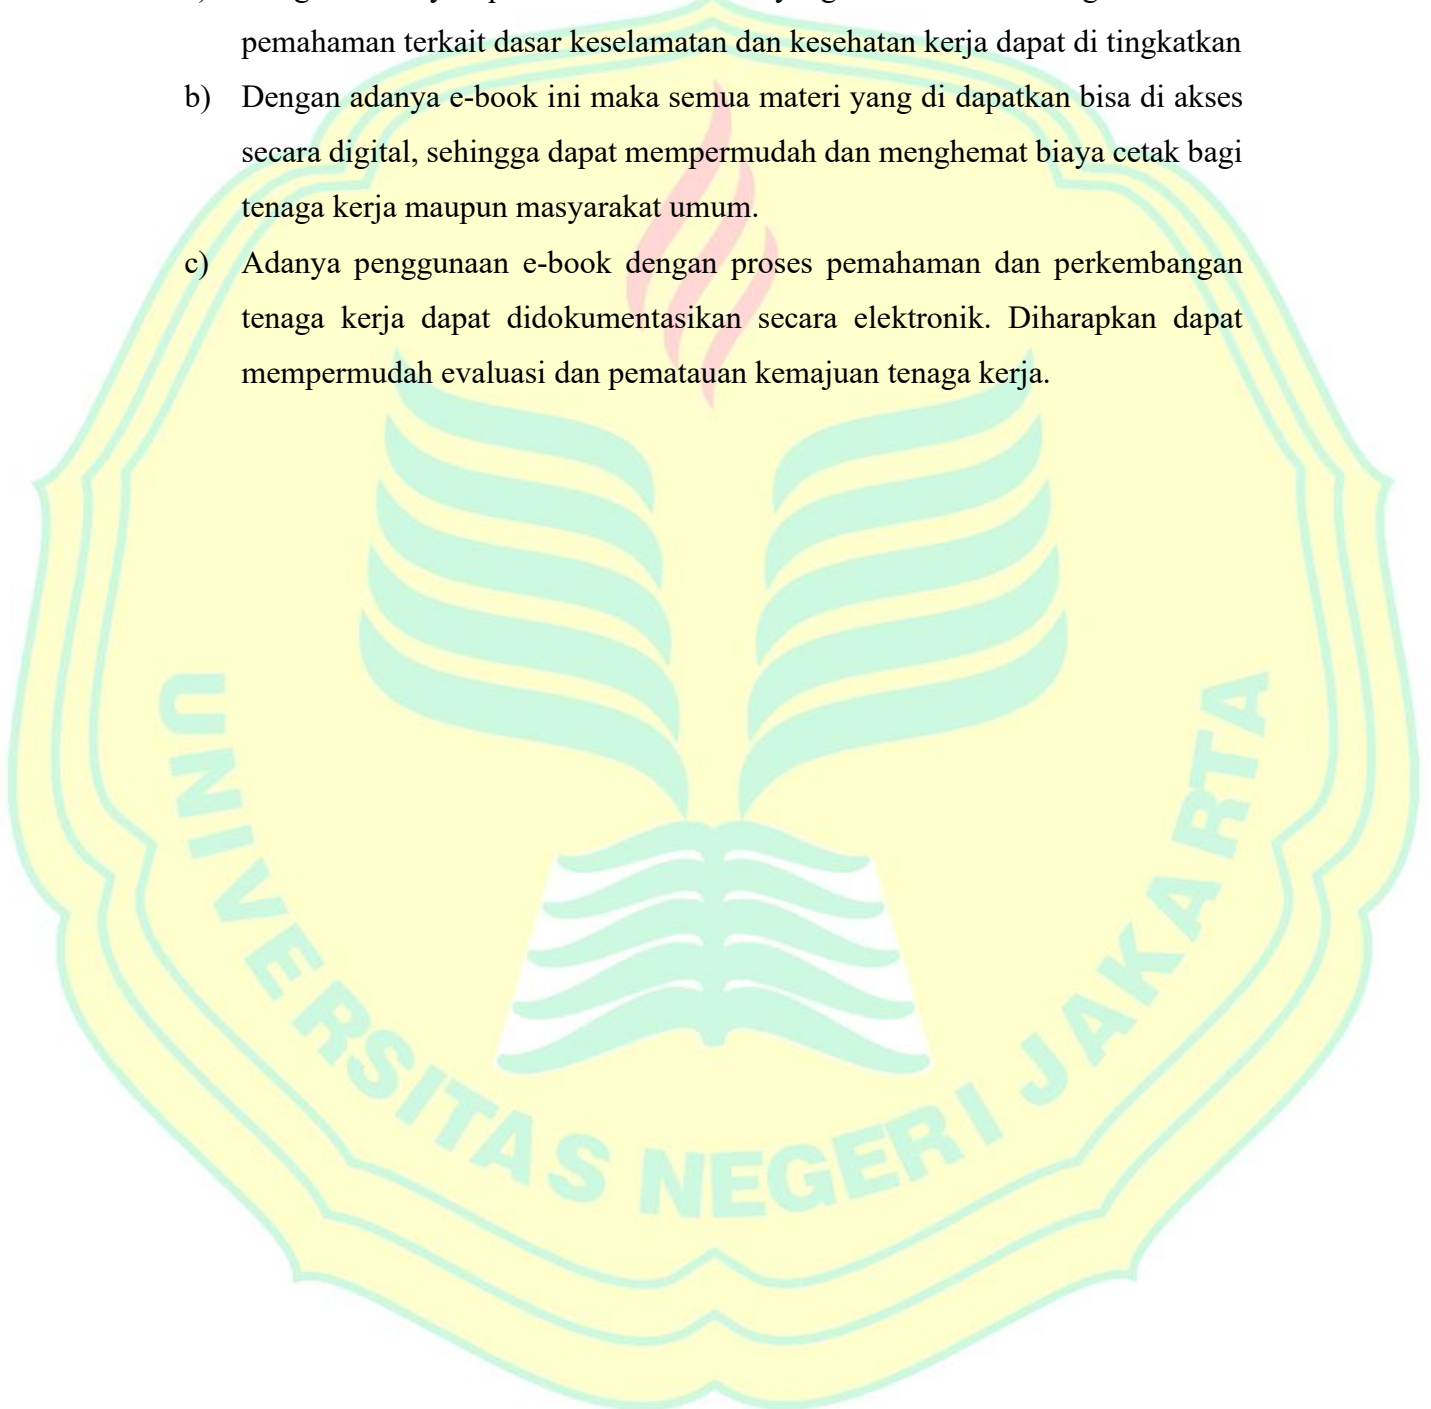 pemahaman terkait dasar keselamatan dan kesehatan kerja dapat di tingkatkan
b) Dengan adanya e-book ini maka semua materi yang di dapatkan bisa di akses
secara digital, sehingga dapat mempermudah dan menghemat biaya cetak bagi
tenaga kerja maupun masyarakat umum.
c) Adanya penggunaan e-book dengan proses pemahaman dan perkembangan
tenaga kerja dapat didokumentasikan secara elektronik. Diharapkan dapat
mempermudah evaluasi dan pematauan kemajuan tenaga kerja.
UNIVERSITAS NEGERI JAKARTA